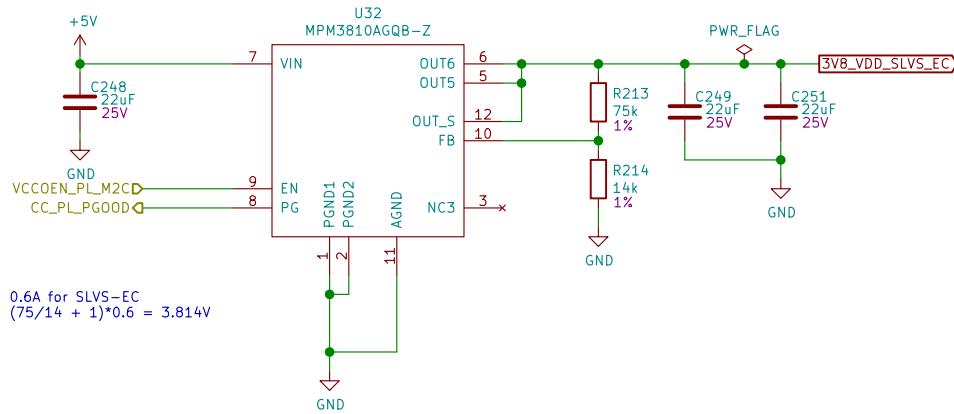 U32
MPM3810AGQB-Z
+5V
PWR_FLAG
7
VIN
OUT6
6
3V8_VDD_SLVS_EC
OUT5
5
C248
22uF
25V
R213
75k
1%
C249
22uF
25V
C251
22uF
25V
OUT_S
12
FB
10
GND
R214
14k
1%
VCCOEN_PL_M2C
9
EN
CC_PL_PGOOD
8
PG
NC3
3
GND
PGND1
PGND2
AGND
1
2
11
GND
0.6A for SLVS-EC
(75/14 + 1)*0.6 = 3.814V
GND